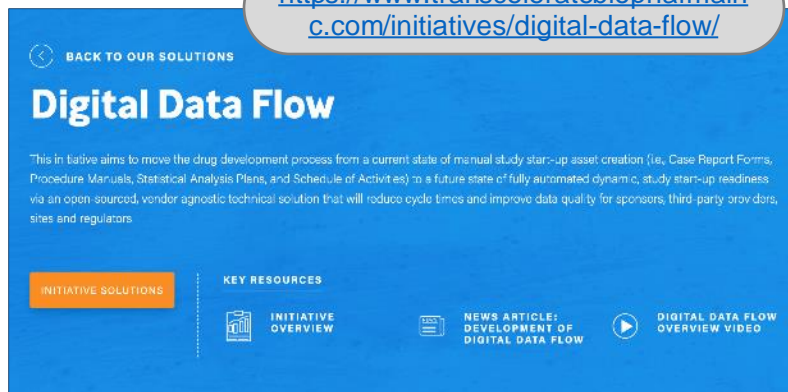 https://www.transceleratebiopharmain
c.com/initiatives/digital-data-flow/
BACK TO OUR SOLUTIONS
Digital Data Flow
This in tiative aims to move the drug development process from a current state of manual study start-up asset creation (i.e., Case Report Forms,
Procedure Manuals, Statistical Analysis Plans, and Schedule of Activities) to a future state of fully automated dynamic, study start-up readiness
via an open-sourced, vendor agnostic technical solution that will reduce cycle times and improve data quality for sponsors, third-party providers,
sites and regulators
INITIATIVE SOLUTIONS
KEY RESOURCES
INITIATIVE
OVERVIEW
NEWS ARTICLE:
DEVELOPMENT OF
DIGITAL DATA FLOW
DIGITAL DATA FLOW
OVERVIEW VIDEO